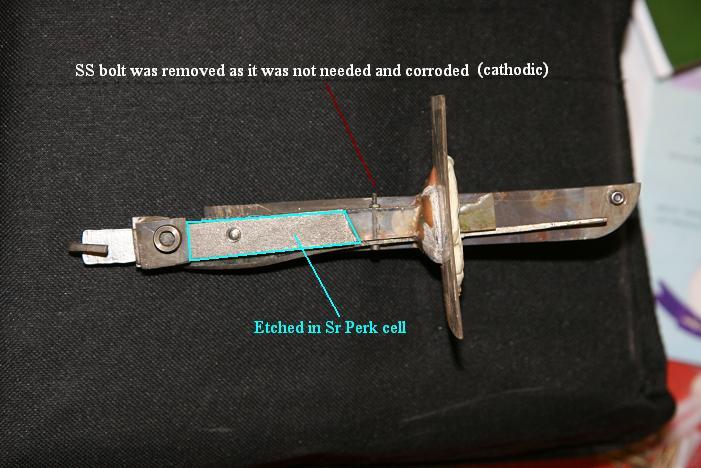 SS bolt was removed as it was not needed and corroded (cathodic)
Etched in Sr Perk cell